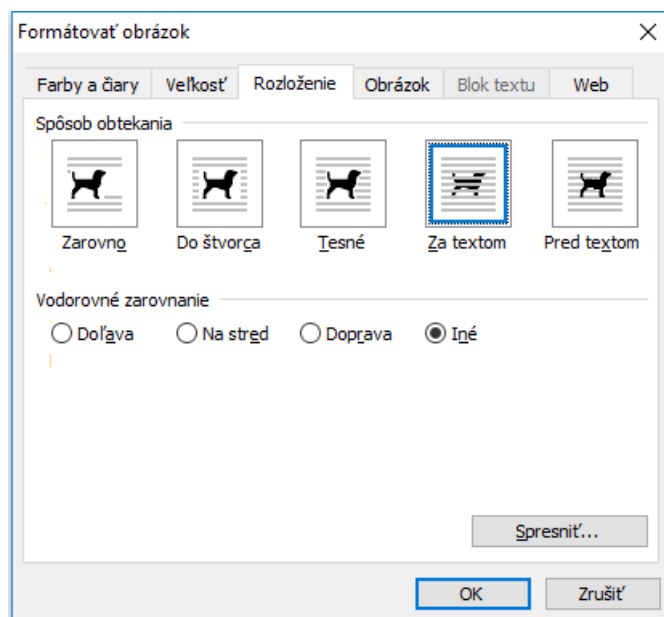 Formátovať obrázok
Farby a čiary Veľkosť Rozloženie Obrázok Blok textu Web
Spôsob obtekania
Zarovno Do štvorca Tesné Za textom Pred textom
Vodorovné zarovnanie
Doľava Na stred Doprava Iné
Spresniť...
OK Zrušiť